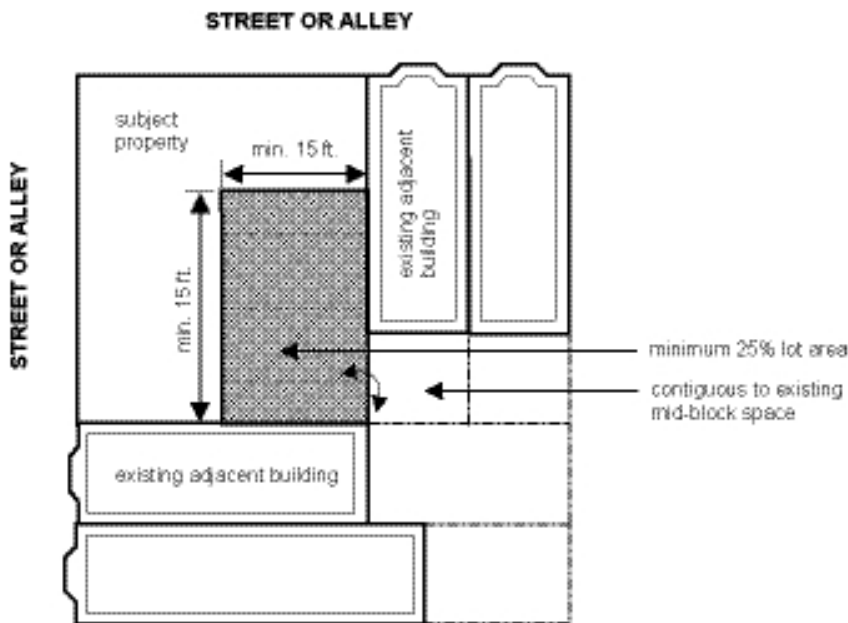 STREET OR ALLEY
subject
property
min. 15 ft.
STREET OR ALLEY
existing adjacent
building
min. 15 ft.
minimum 25% lot area
contiguous to existing
mid-block space
existing adjacent building